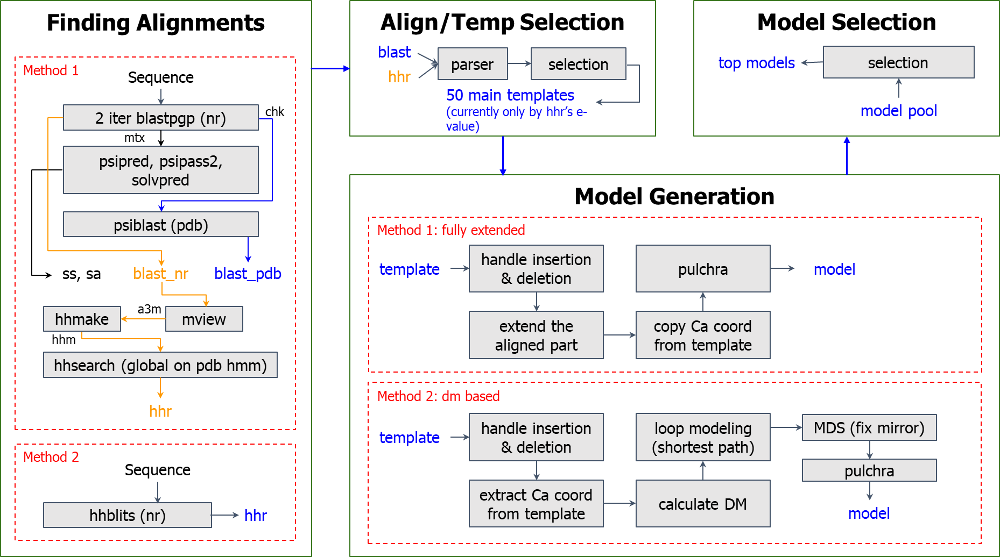 Finding Alignments
Method 1
Sequence
2 iter blastpgp (nr)
chk
mtx
psipred, psipass2,
solvpred
psiblast (pdb)
ss, sa
blast_nr
blast_pdb
hhmake
a3m
mview
hhm
hhsearch (global on pdb hmm)
hhr
Method 2
Sequence
hhblits (nr)
hhr
Align/Temp Selection
blast
hhr
parser
selection
50 main templates
(currently only by hhr’s e-
value)
Model Selection
top models
selection
model pool
Model Generation
Method 1: fully extended
template
handle insertion
& deletion
pulchra
model
extend the
aligned part
copy Ca coord
from template
Method 2: dm based
template
handle insertion
& deletion
loop modeling
(shortest path)
MDS (fix mirror)
pulchra
extract Ca coord
from template
calculate DM
model